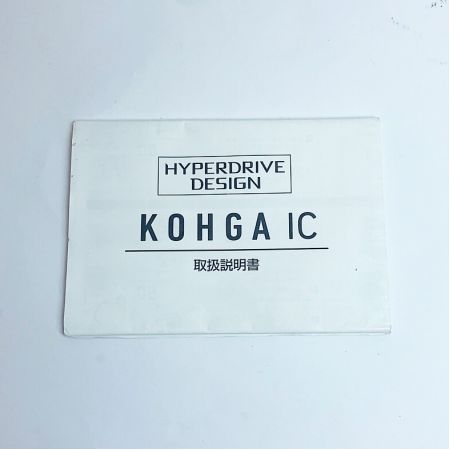 HYPERDRIVE
DESIGN
KOHGA IC
取扱説明書